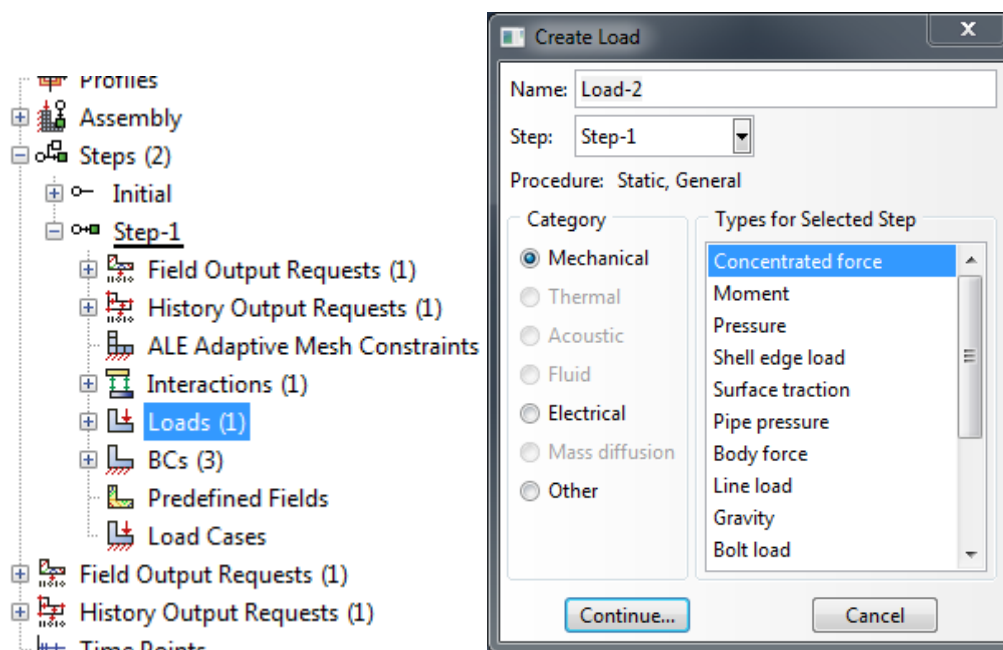 Profiles
Assembly
Steps (2)
Initial
Step-1
Field Output Requests (1)
History Output Requests (1)
ALE Adaptive Mesh Constraints
Interactions (1)
Loads (1)
BCs (3)
Predefined Fields
Load Cases
Field Output Requests (1)
History Output Requests (1)
Time Points
Create Load
Name: Load-2
Step: Step-1
Procedure: Static, General
Category
Mechanical
Thermal
Acoustic
Fluid
Electrical
Mass diffusion
Other
Types for Selected Step
Concentrated force
Moment
Pressure
Shell edge load
Surface traction
Pipe pressure
Body force
Line load
Gravity
Bolt load
Continue... Cancel